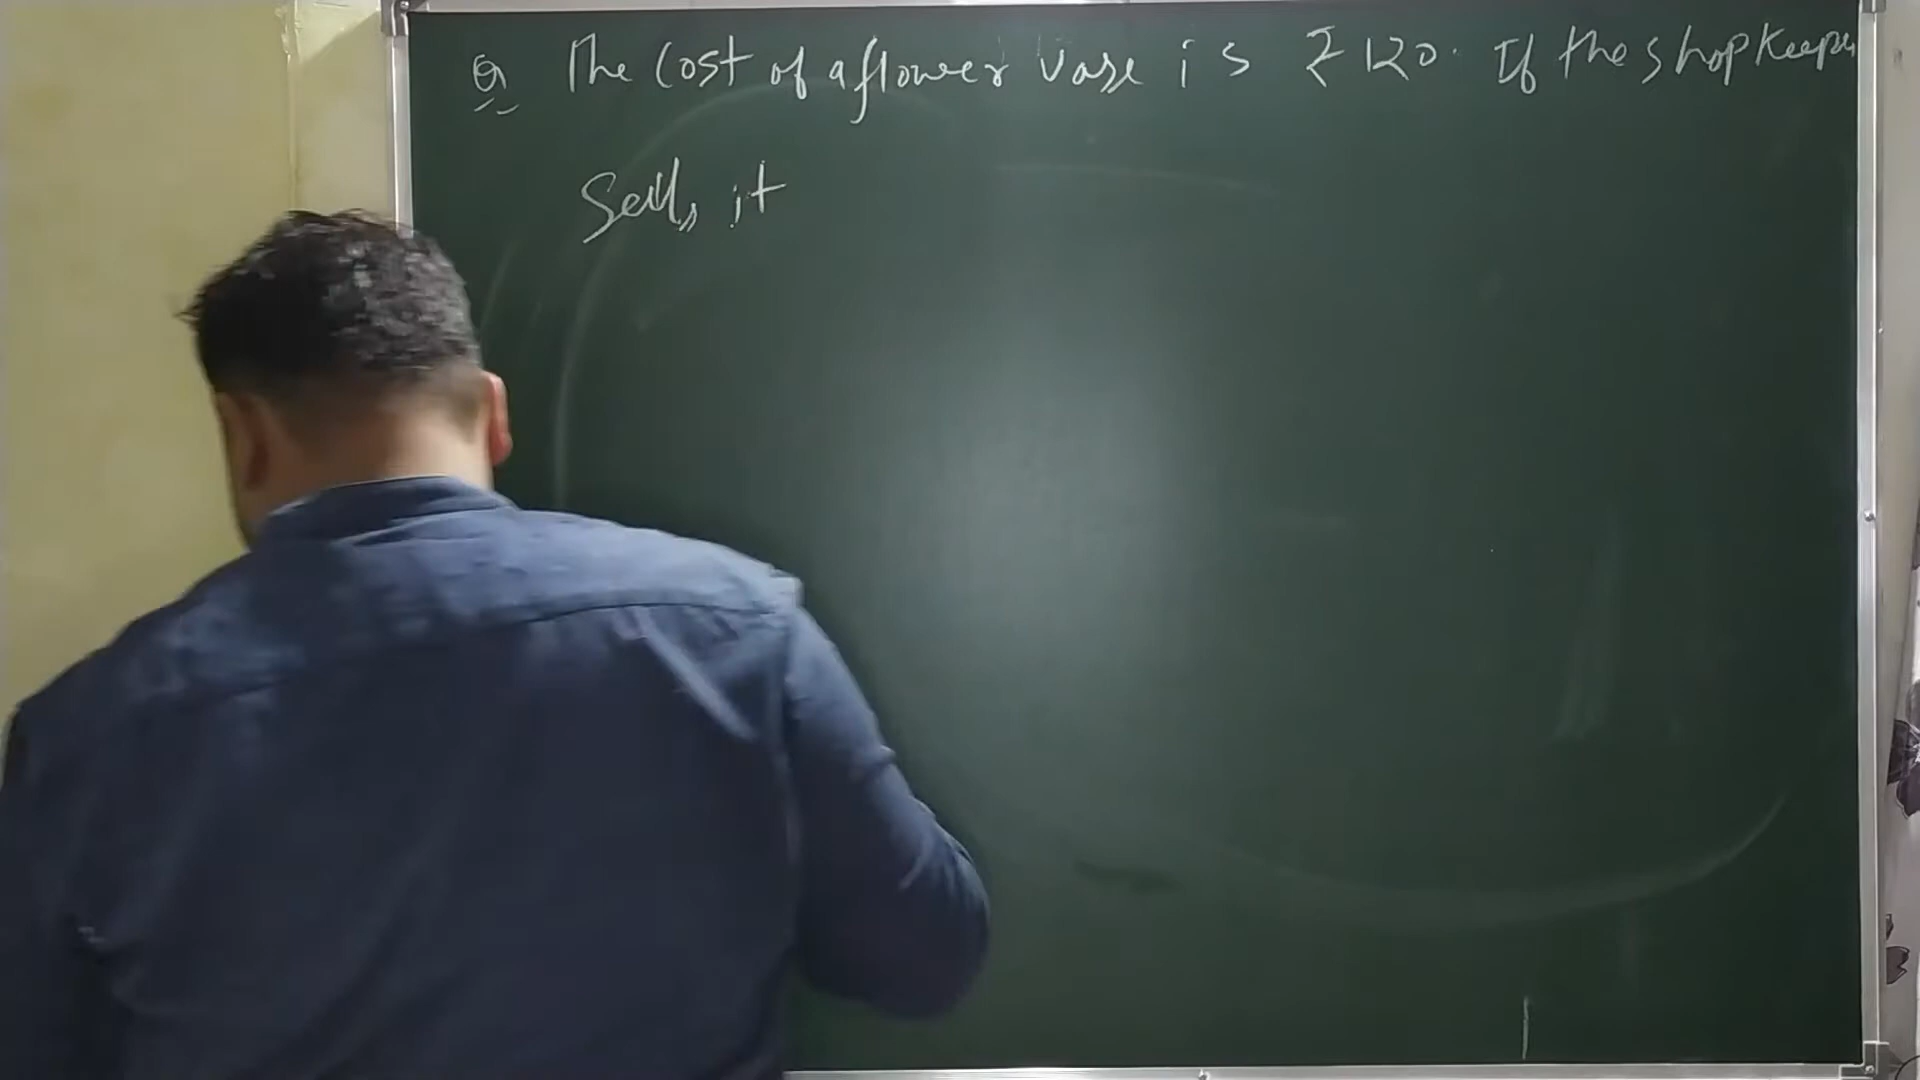 Q The cost of a flower vase is ₹ 120. If the shopkeeper
Sells it